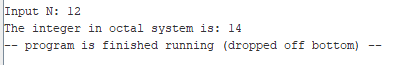 Input N: 12
The integer in octal system is: 14
-- program is finished running (dropped off bottom) --